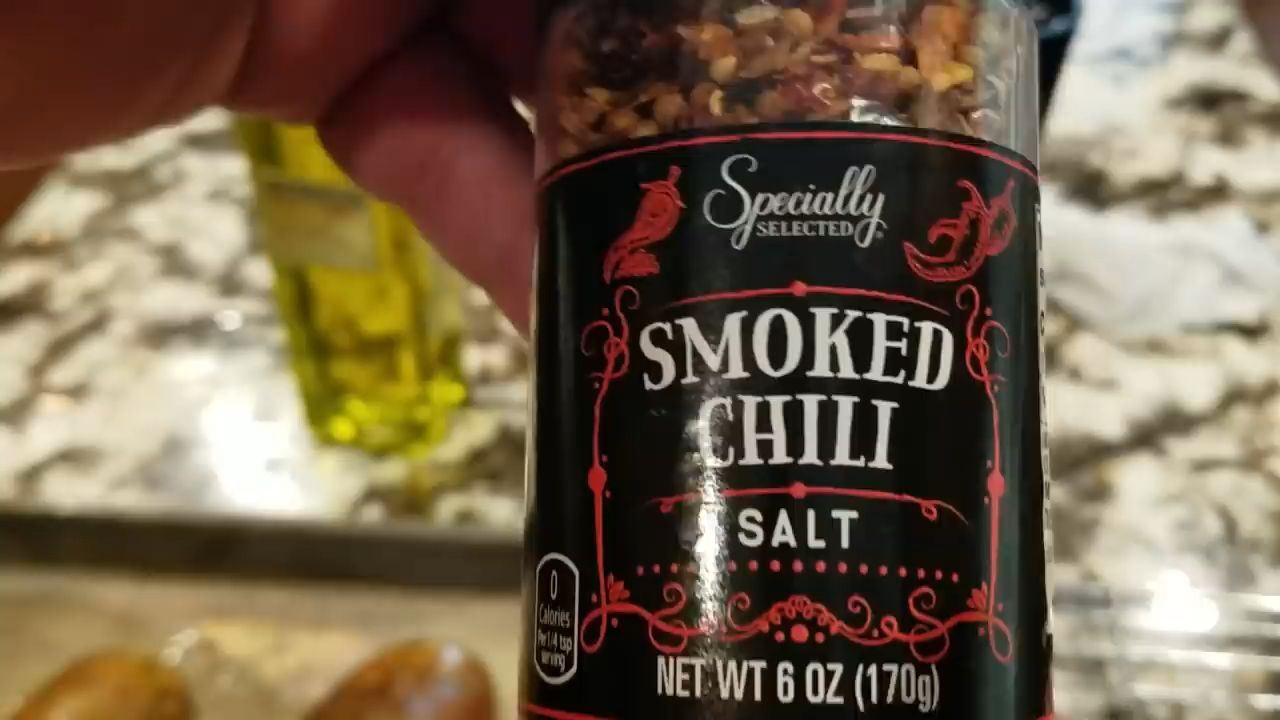 Specially
SELECTED
SMOKED
CHILI
SALT
0
Calories
Per 1/4 tsp
serving
NET WT 6 OZ (170g)